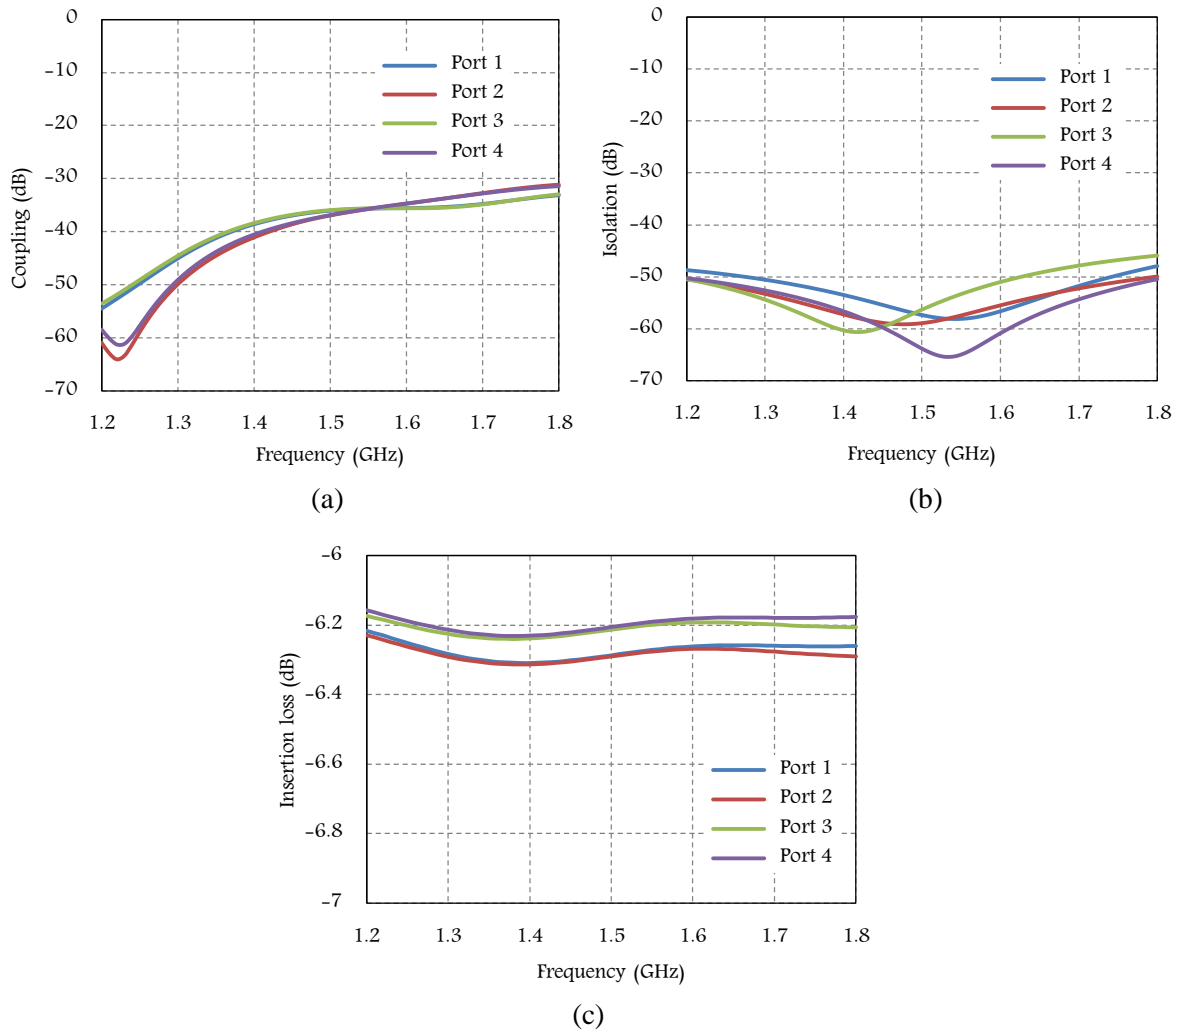 0
-10
-20
-30
-40
-50
-60
-70
Coupling (dB)
Port 1
Port 2
Port 3
Port 4
1.2 1.3 1.4 1.5 1.6 1.7 1.8
Frequency (GHz)
(a)
0
-10
-20
-30
-40
-50
-60
-70
Isolation (dB)
Port 1
Port 2
Port 3
Port 4
1.2 1.3 1.4 1.5 1.6 1.7 1.8
Frequency (GHz)
(b)
-6
-6.2
-6.4
-6.6
-6.8
-7
Insertion loss (dB)
Port 1
Port 2
Port 3
Port 4
1.2 1.3 1.4 1.5 1.6 1.7 1.8
Frequency (GHz)
(c)